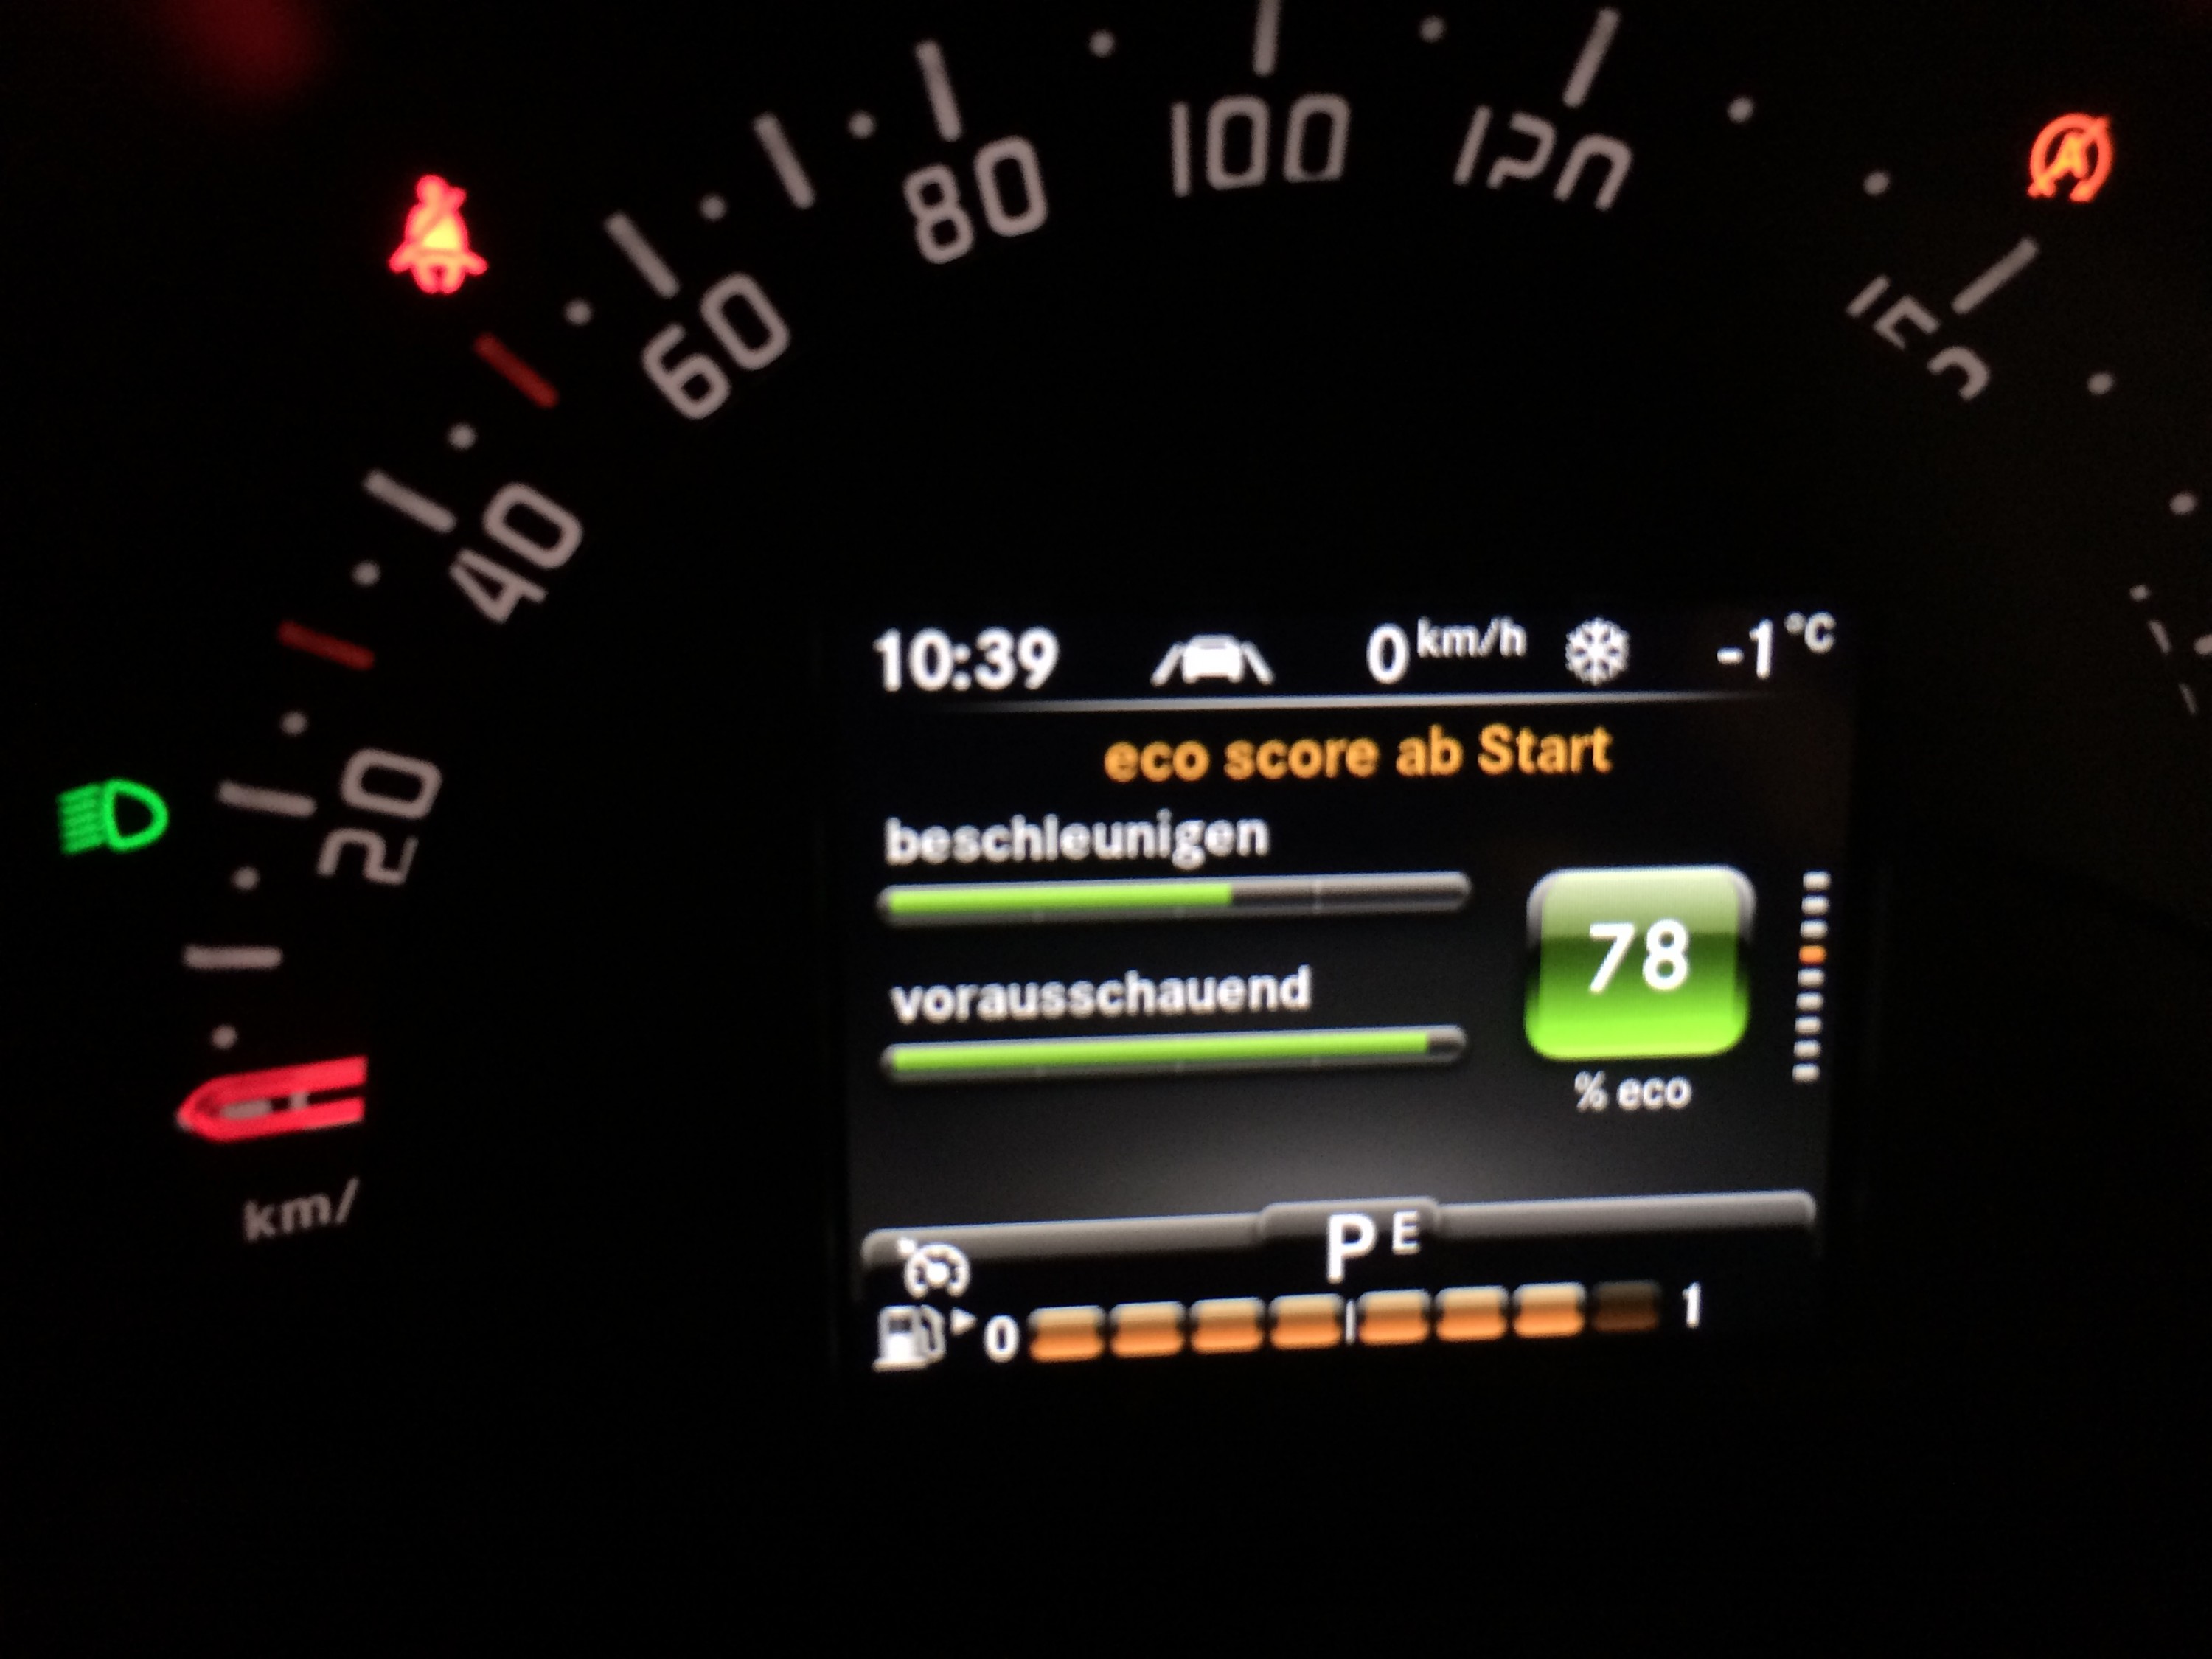 100
80
60
40
20
km/
10:39 0 km/h -1 °C
eco score ab Start
beschleunigen
78
vorausschauend
% eco
P E
0 1